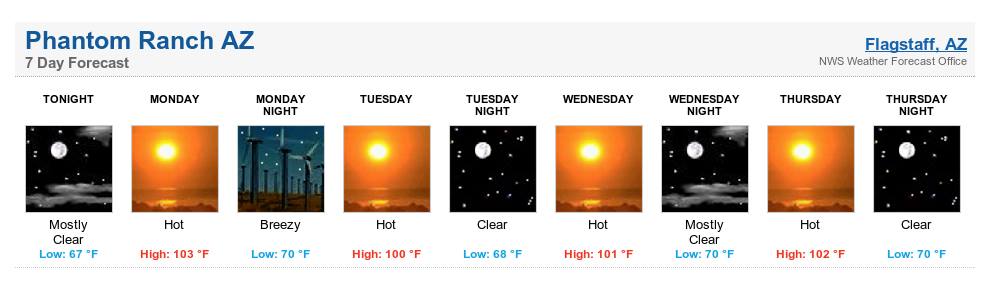 Phantom Ranch AZ
7 Day Forecast
Flagstaff, AZ
NWS Weather Forecast Office
TONIGHT
Mostly
Clear
Low: 67 °F
MONDAY
Hot
High: 103 °F
MONDAY
NIGHT
Breezy
Low: 70 °F
TUESDAY
Hot
High: 100 °F
TUESDAY
NIGHT
Clear
Low: 68 °F
WEDNESDAY
Hot
High: 101 °F
WEDNESDAY
NIGHT
Mostly
Clear
Low: 70 °F
THURSDAY
Hot
High: 102 °F
THURSDAY
NIGHT
Clear
Low: 70 °F